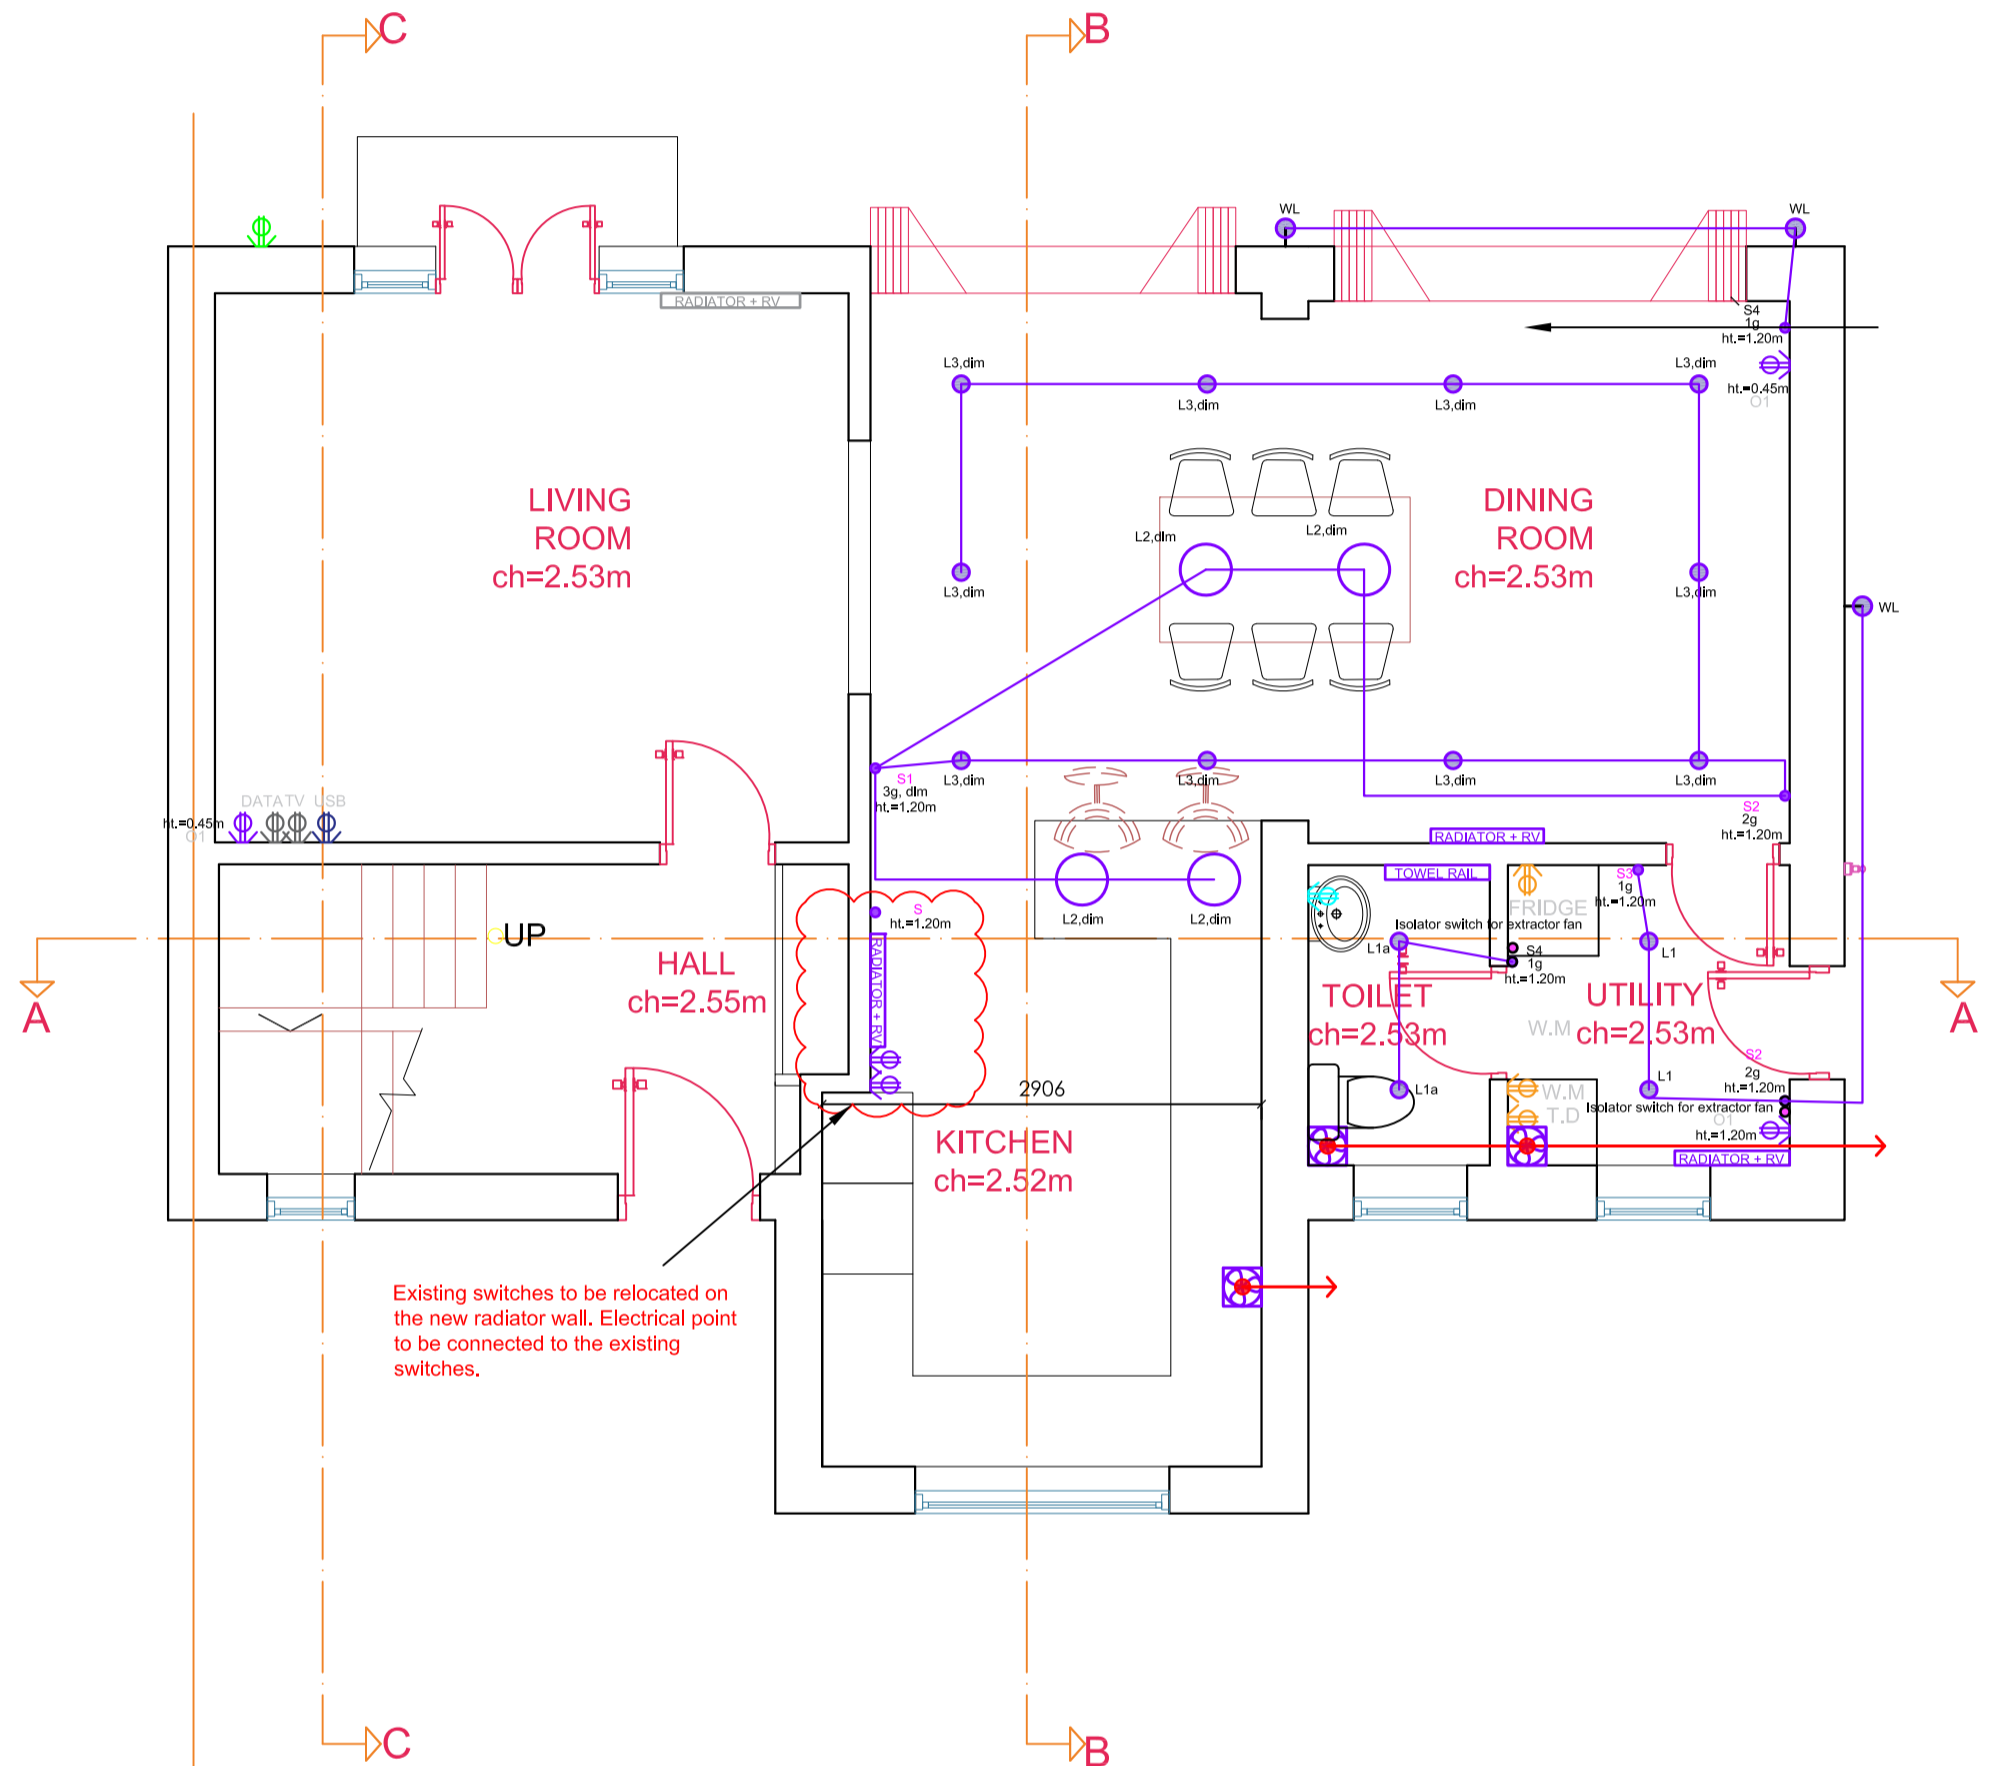 C
B
WL
WL
RADIATOR + RV
S4
1g
ht.=1.20m
L3,dim
L3,dim
L3,dim
L3,dim
ht.=0.45m
O1
LIVING
ROOM
ch=2.53m
DINING
ROOM
ch=2.53m
L2,dim
L2,dim
L3,dim
L3,dim
WL
S1
3g, dim
ht.=1.20m
L3,dim
L3,dim
L3,dim
L3,dim
DATA TV USB
ht.=0.45m
O1
S2
2g
ht.=1.20m
RADIATOR + RV
TOWEL RAIL
S3
1g
ht.=1.20m
FRIDGE
S
ht.=1.20m
L2,dim
L2,dim
Isolator switch for extractor fan
UP
HALL
ch=2.55m
RADIATOR + RV
L1a
S4
1g
ht.=1.20m
L1
A
A
TOILET
ch=2.53m
W.M
UTILITY
ch=2.53m
S2
2g
ht.=1.20m
2906
L1a
W.M
T.D
L1
Isolator switch for extractor fan
O1
ht.=1.20m
RADIATOR + RV
KITCHEN
ch=2.52m
Existing switches to be relocated on
the new radiator wall. Electrical point
to be connected to the existing
switches.
C
B